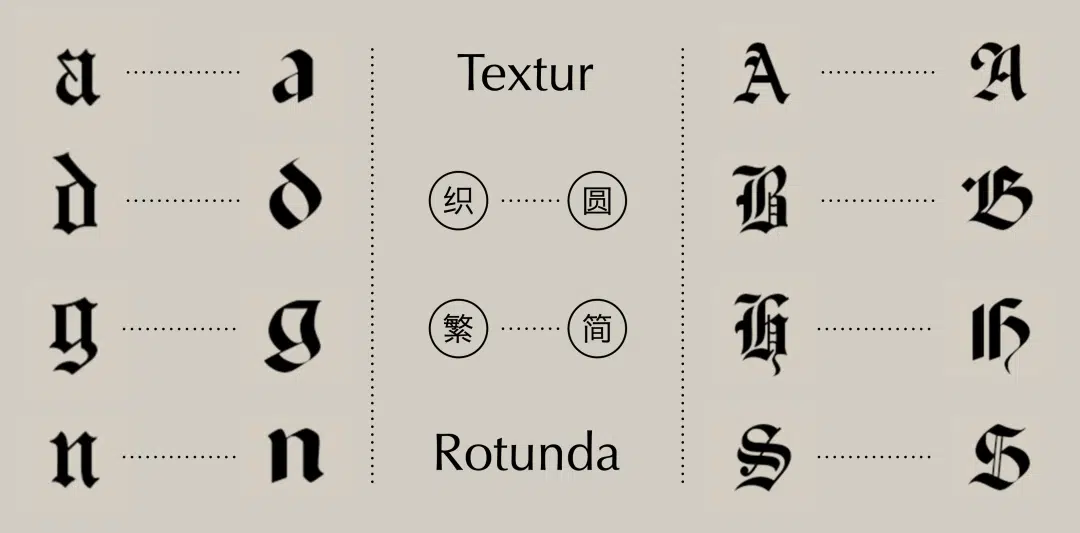 a a Textur A A
d d 织 圆 B B
g g 繁 简 H H
n n Rotunda S S